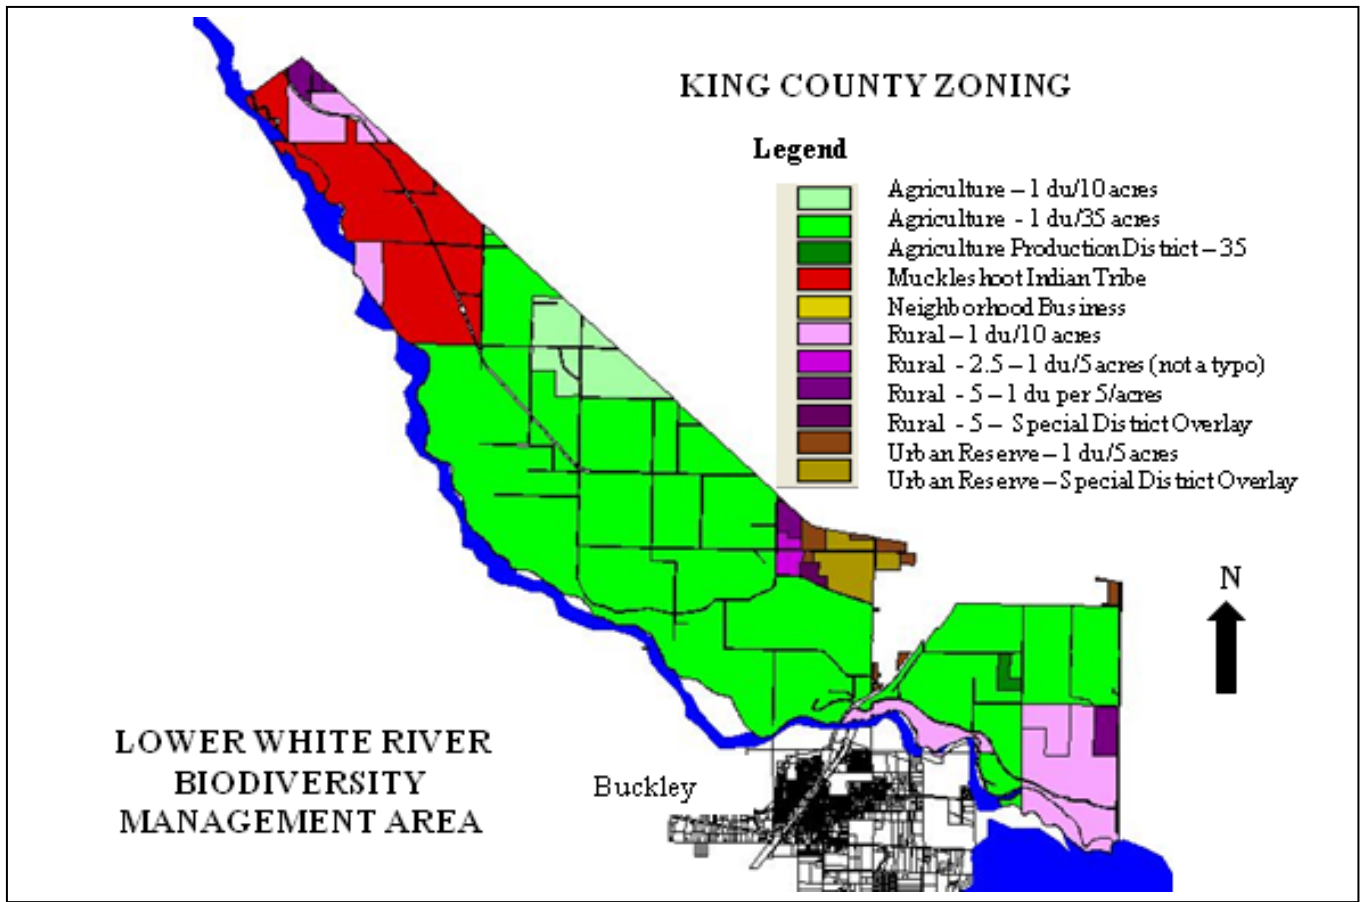 KING COUNTY ZONING
Legend
Agriculture – 1 du/10 acres
Agriculture - 1 du/35 acres
Agriculture Production District – 35
Muckleshoot Indian Tribe
Neighborhood Business
Rural – 1 du/10 acres
Rural - 2.5 – 1 du/5 acres (not a typo)
Rural - 5 – 1 du per 5/acres
Rural - 5 – Special District Overlay
Urban Reserve – 1 du/5 acres
Urban Reserve – Special District Overlay
N
LOWER WHITE RIVER
BIODIVERSITY
MANAGEMENT AREA
Buckley